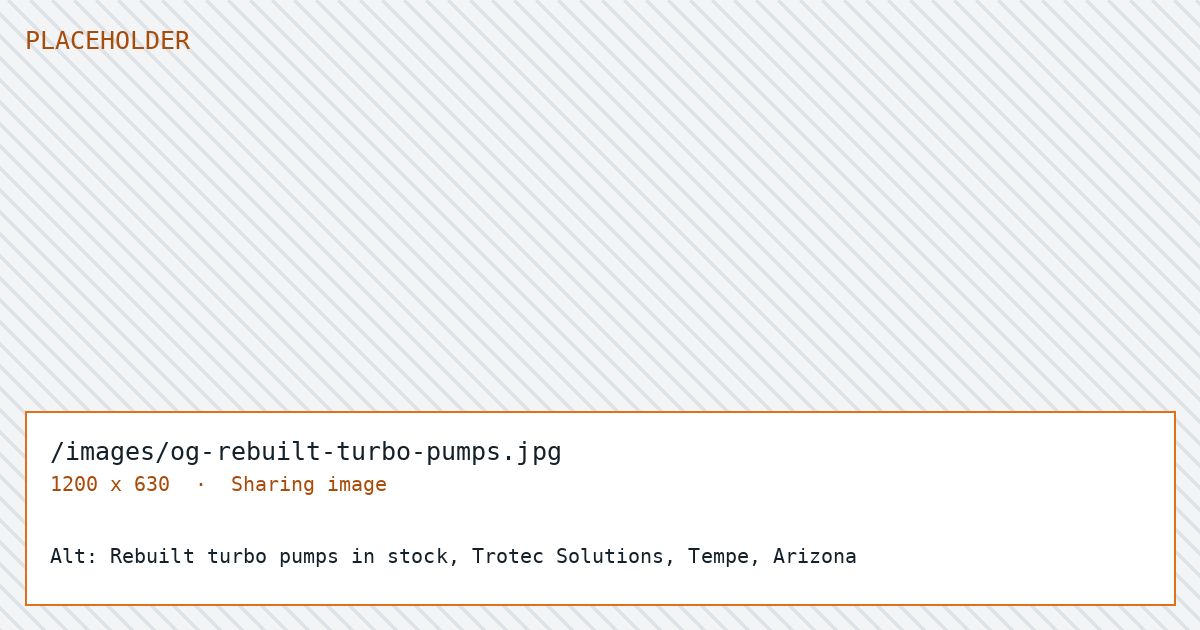 PLACEHOLDER
/images/og-rebuilt-turbo-pumps.jpg
1200 x 630 · Sharing image
Alt: Rebuilt turbo pumps in stock, Trotec Solutions, Tempe, Arizona